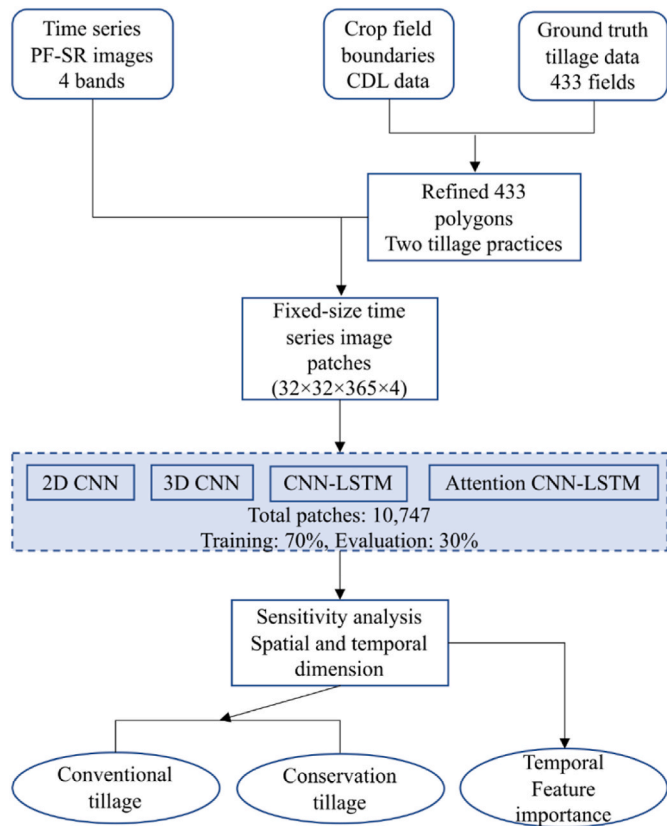 Time series
PF-SR images
4 bands
Crop field
boundaries
CDL data
Ground truth
tillage data
433 fields
Refined 433
polygons
Two tillage practices
Fixed-size time
series image
patches
(32×32×365×4)
2D CNN
3D CNN
CNN-LSTM
Attention CNN-LSTM
Total patches: 10,747
Training: 70%, Evaluation: 30%
Sensitivity analysis
Spatial and temporal
dimension
Conventional
tillage
Conservation
tillage
Temporal
Feature
importance